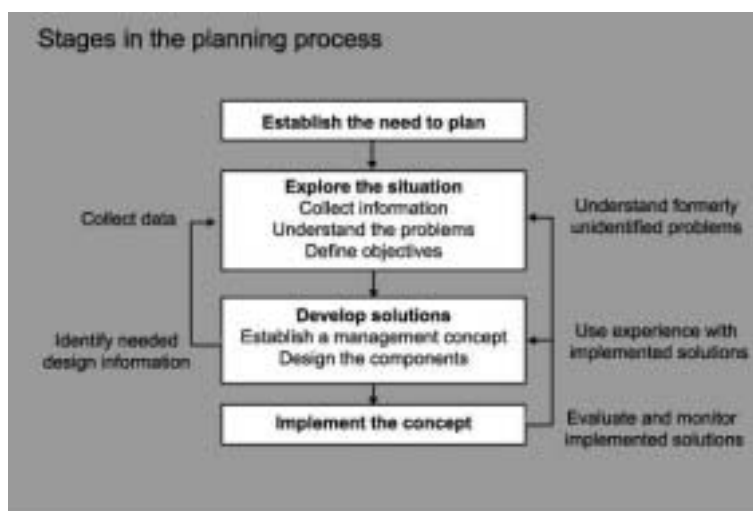 Stages in the planning process
Establish the need to plan
Explore the situation
Collect information
Understand the problems
Define objectives
Collect data
Understand formerly
unidentified problems
Develop solutions
Establish a management concept
Design the components
Identify needed
design information
Use experience with
implemented solutions
Implement the concept
Evaluate and monitor
implemented solutions